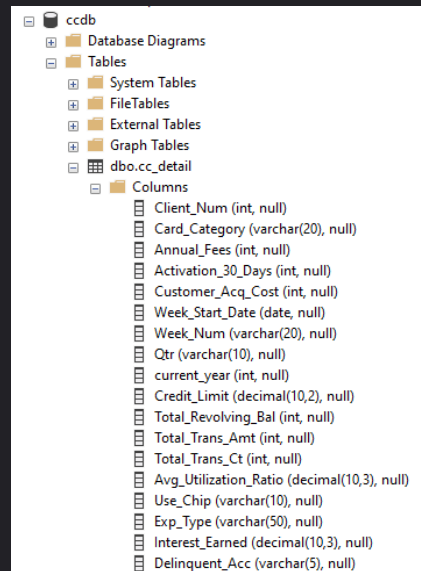 ccdb
Database Diagrams
Tables
System Tables
FileTables
External Tables
Graph Tables
dbo.cc_detail
Columns
Client_Num (int, null)
Card_Category (varchar(20), null)
Annual_Fees (int, null)
Activation_30_Days (int, null)
Customer_Acq_Cost (int, null)
Week_Start_Date (date, null)
Week_Num (varchar(20), null)
Qtr (varchar(10), null)
current_year (int, null)
Credit_Limit (decimal(10,2), null)
Total_Revolving_Bal (int, null)
Total_Trans_Amt (int, null)
Total_Trans_Ct (int, null)
Avg_Utilization_Ratio (decimal(10,3), null)
Use_Chip (varchar(10), null)
Exp_Type (varchar(50), null)
Interest_Earned (decimal(10,3), null)
Delinquent_Acc (varchar(5), null)